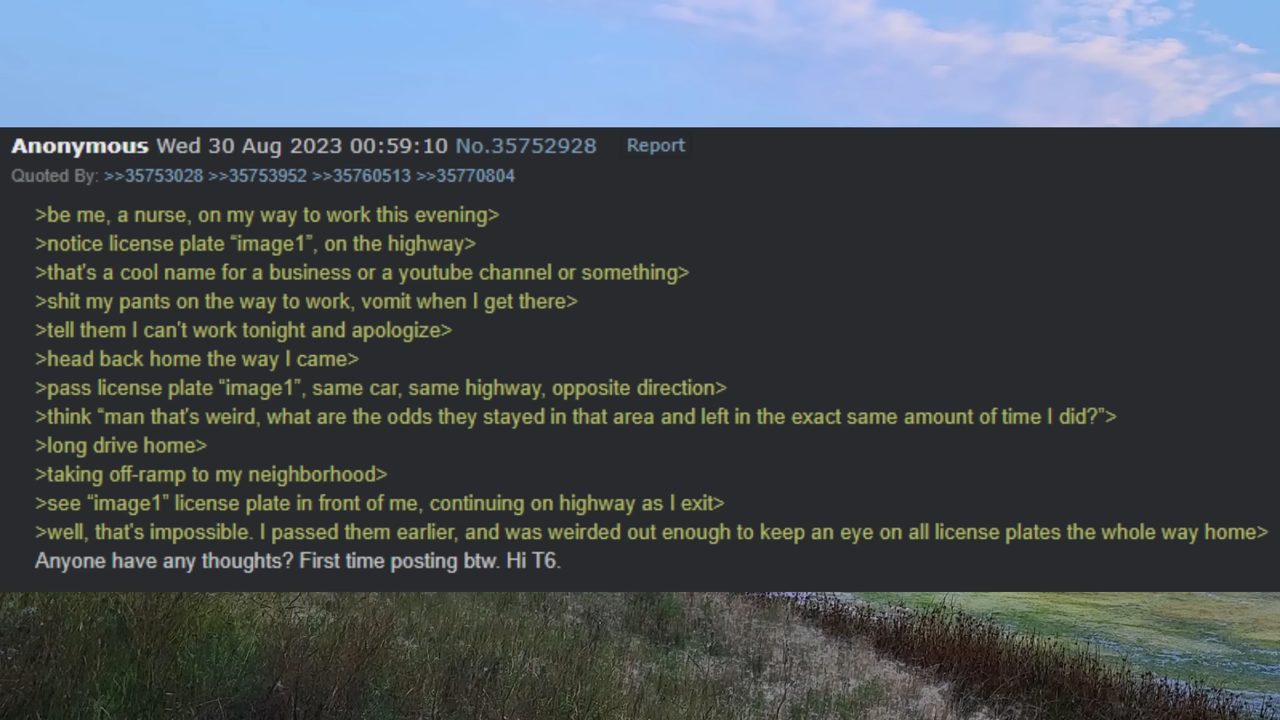 Anonymous Wed 30 Aug 2023 00:59:10 No.35752928 Report
Quoted By: >>35753028 >>35753952 >>35760513 >>35770804
>be me, a nurse, on my way to work this evening>
>notice license plate “image1”, on the highway>
>that's a cool name for a business or a youtube channel or something>
>shit my pants on the way to work, vomit when I get there>
>tell them I can't work tonight and apologize>
>head back home the way I came>
>pass license plate “image1”, same car, same highway, opposite direction>
>think “man that's weird, what are the odds they stayed in that area and left in the exact same amount of time I did?”>
>long drive home>
>taking off-ramp to my neighborhood>
>see “image1” license plate in front of me, continuing on highway as I exit>
>well, that's impossible. I passed them earlier, and was weirded out enough to keep an eye on all license plates the whole way home>
Anyone have any thoughts? First time posting btw. Hi T6.